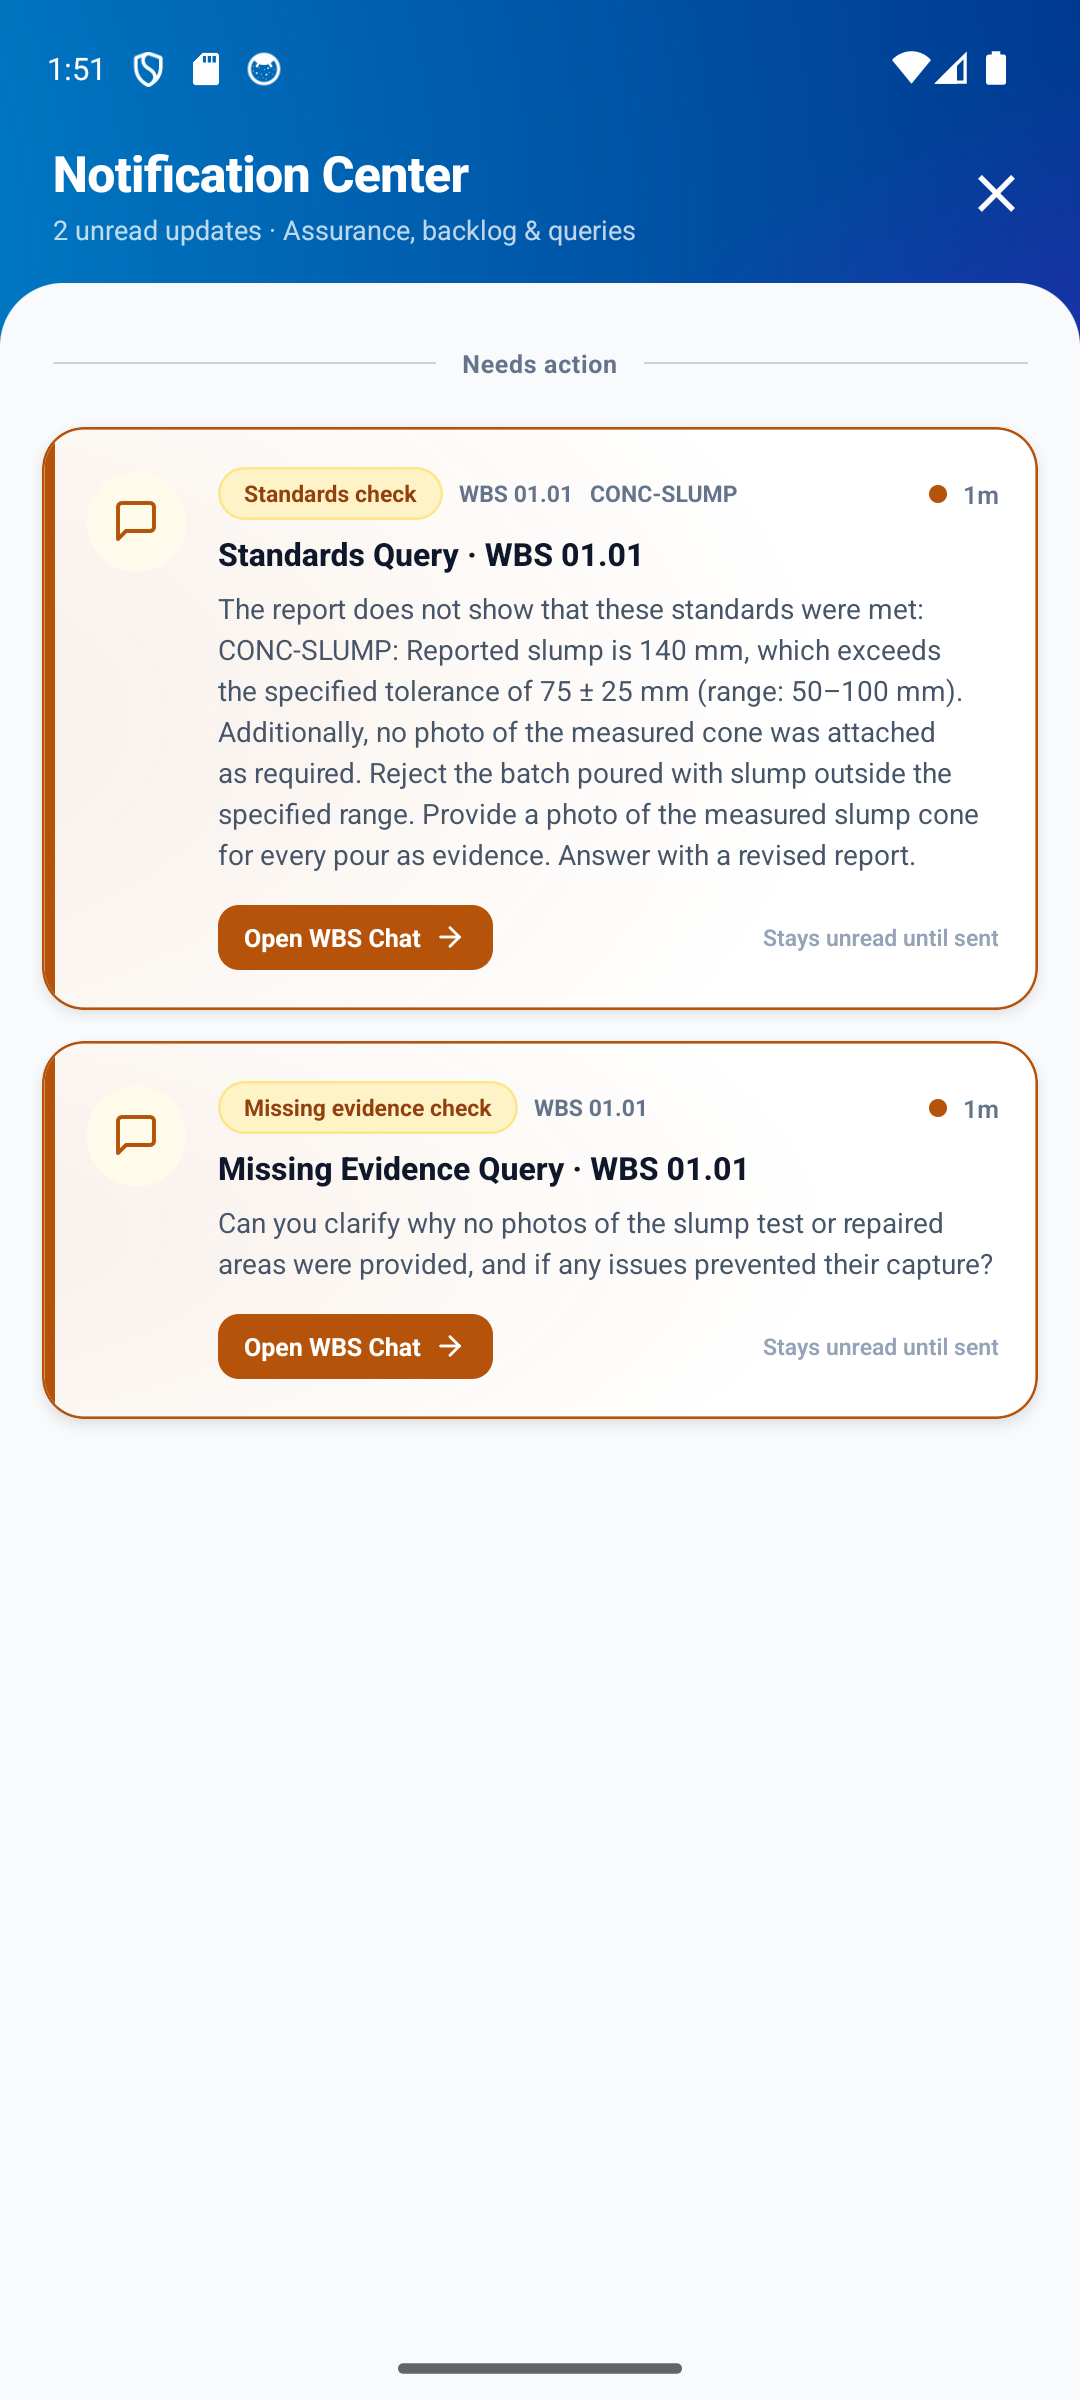 1:51
Notification Center
2 unread updates · Assurance, backlog & queries
Needs action
Standards check WBS 01.01 CONC-SLUMP 1m
Standards Query · WBS 01.01
The report does not show that these standards were met:
CONC-SLUMP: Reported slump is 140 mm, which exceeds
the specified tolerance of 75 ± 25 mm (range: 50–100 mm).
Additionally, no photo of the measured cone was attached
as required. Reject the batch poured with slump outside the
specified range. Provide a photo of the measured slump cone
for every pour as evidence. Answer with a revised report.
Open WBS Chat → Stays unread until sent
Missing evidence check WBS 01.01 1m
Missing Evidence Query · WBS 01.01
Can you clarify why no photos of the slump test or repaired
areas were provided, and if any issues prevented their capture?
Open WBS Chat → Stays unread until sent